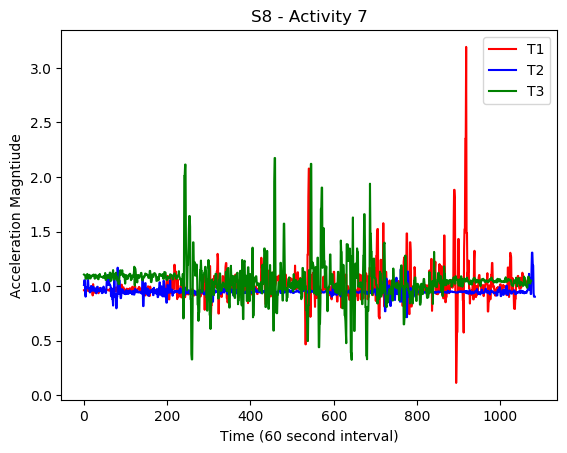 S8 - Activity 7
T1
T2
T3
Acceleration Magntiude
3.0
2.5
2.0
1.5
1.0
0.5
0.0
0 200 400 600 800 1000
Time (60 second interval)